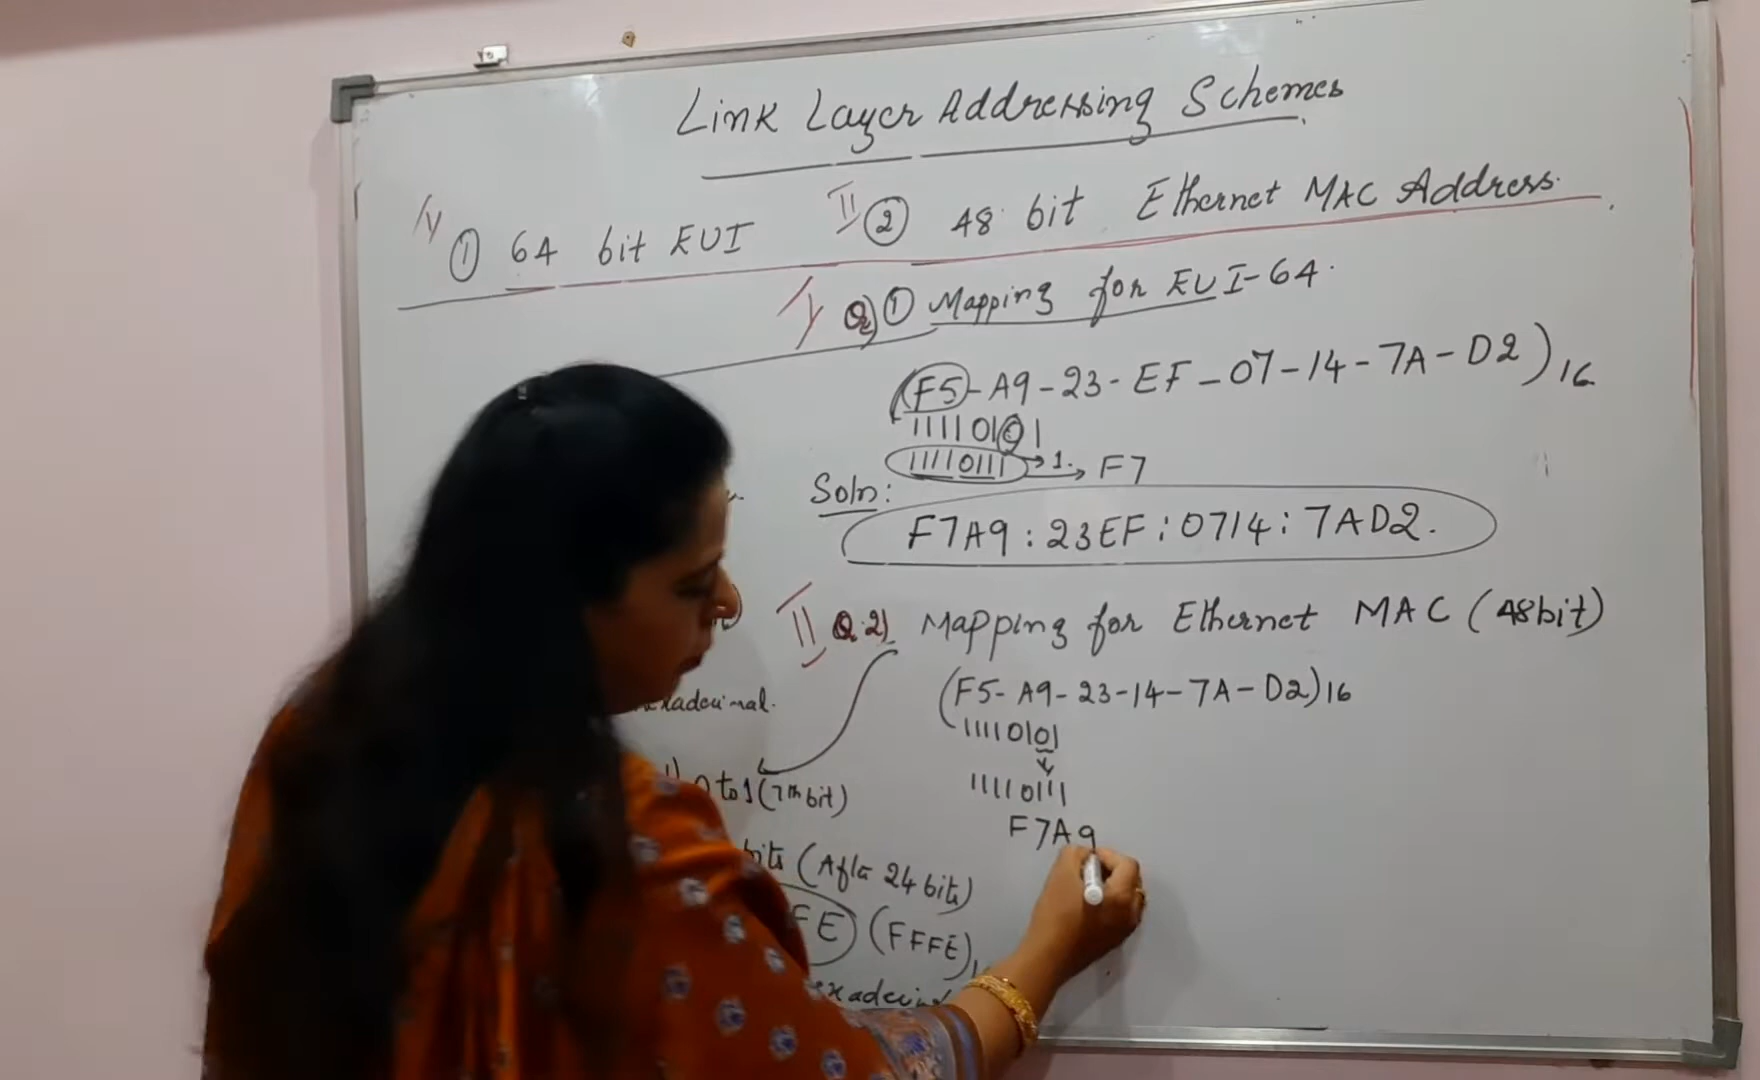 Link Layer Addressing Schemes
I) ① 64 bit EUI II) ② 48 bit Ethernet MAC Address.
I) Q) ① Mapping for EUI-64.
(F5-A9-23-EF-07-14-7A-D2)16
11110101
11110111 → 1. → F7
Soln:
F7A9:23EF:0714:7AD2.
II) Q.2) Mapping for Ethernet MAC (48bit)
(F5-A9-23-14-7A-D2)16
11110101
11110111
F7A9
hexadecimal.
0 to 1 (7th bit)
bits (After 24 bits)
FE (FFFE)